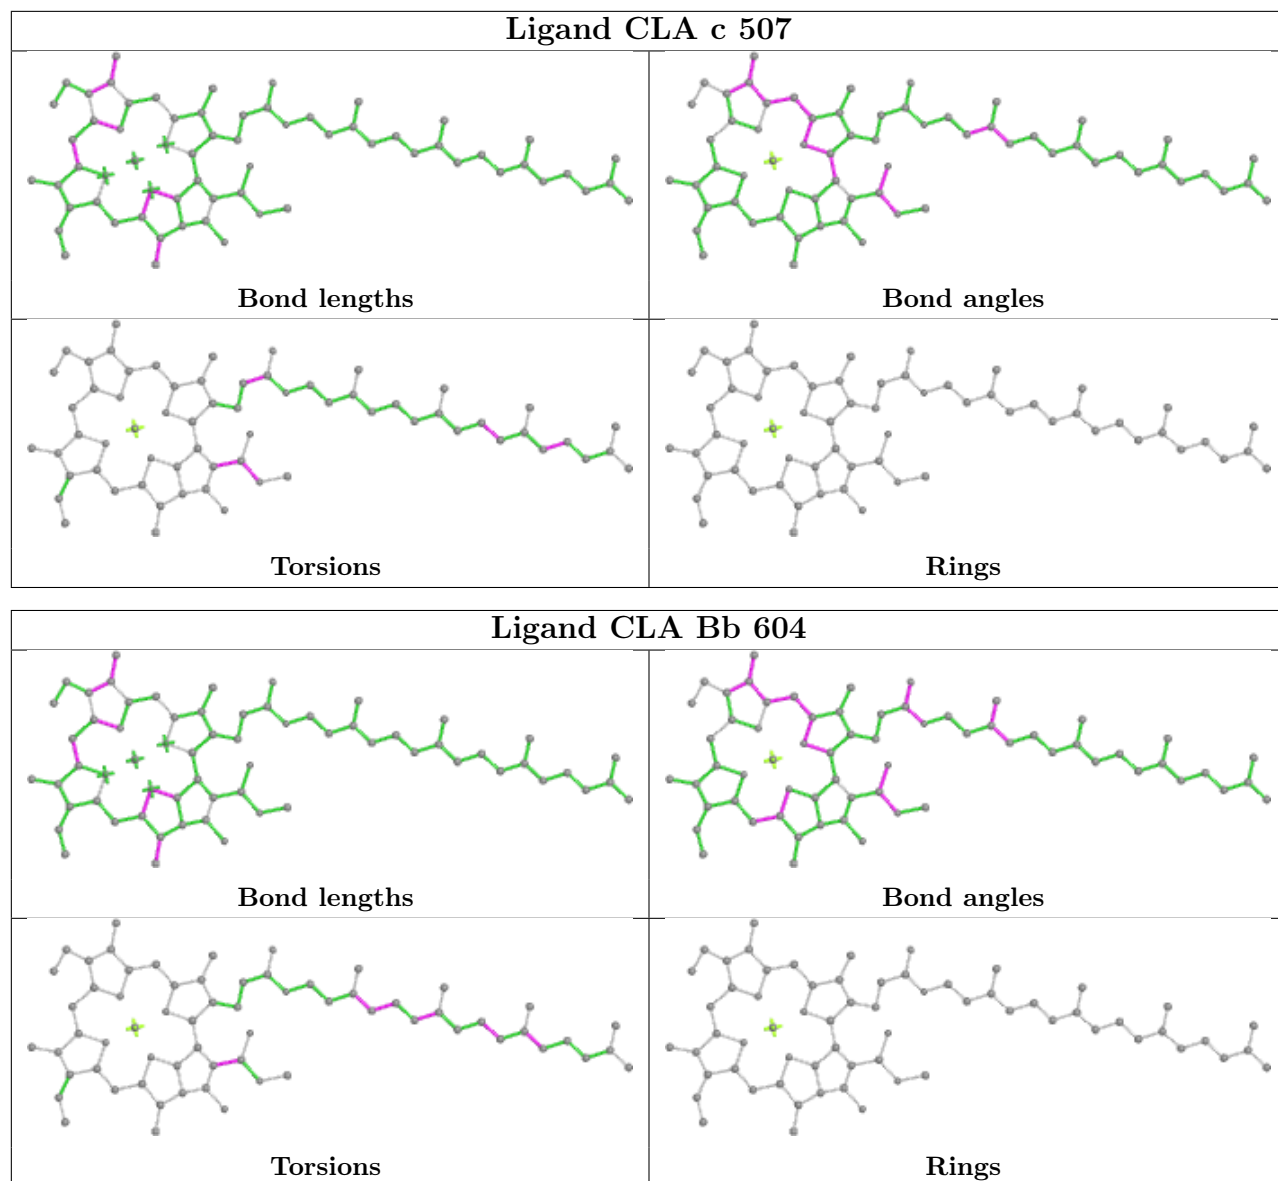 Ligand CLA c 507
Bond lengths
Bond angles
Torsions
Rings
Ligand CLA Bb 604
Bond lengths
Bond angles
Torsions
Rings